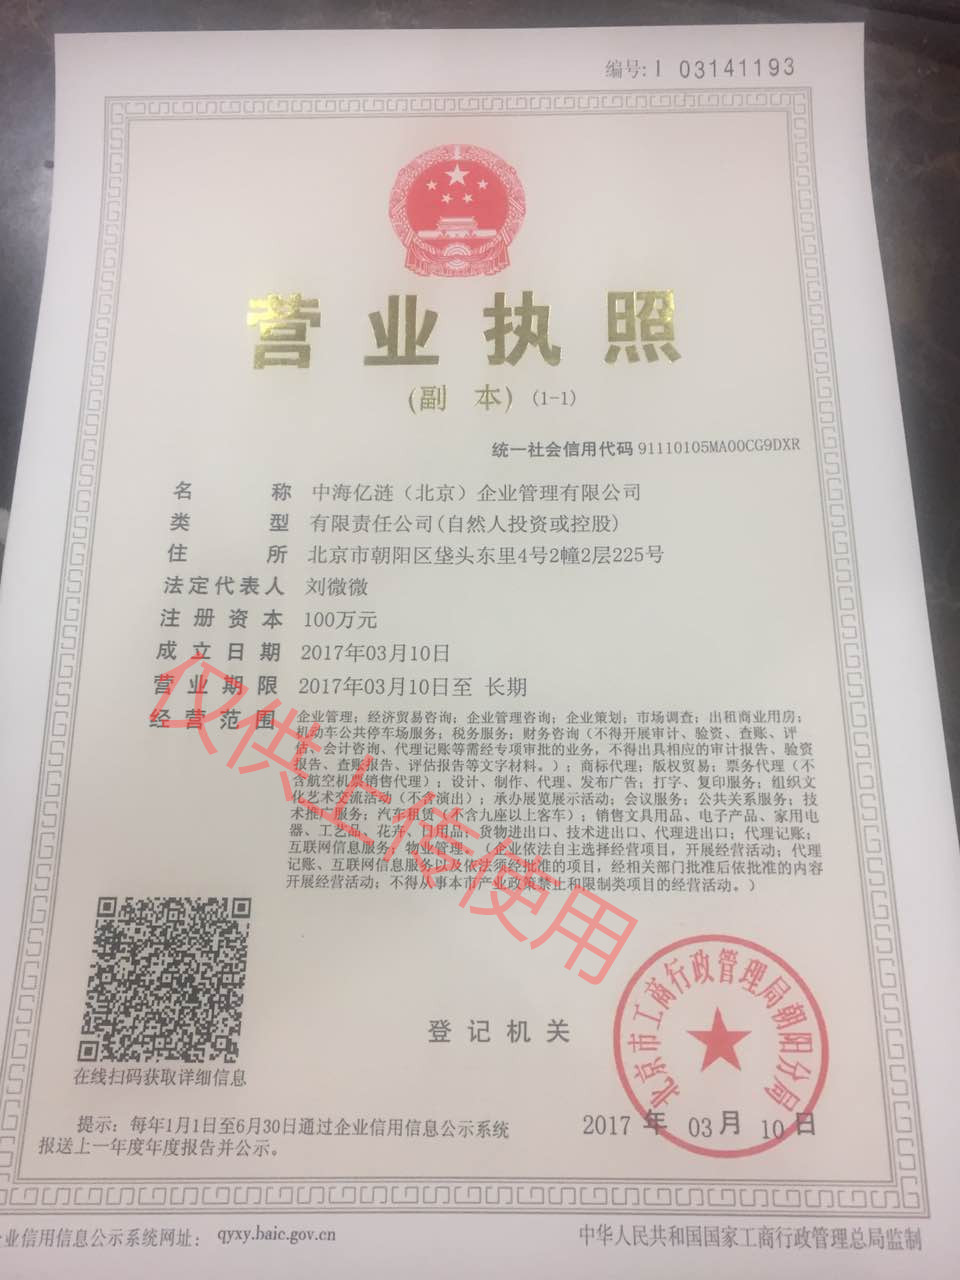 编号: I 03141193
营业执照
(副 本) (1-1)
统一社会信用代码 91110105MA00CG9DXR
名 称 中海亿涟（北京）企业管理有限公司
类 型 有限责任公司(自然人投资或控股)
住 所 北京市朝阳区垡头东里4号2幢2层225号
法定代表人 刘微微
注册资本 100万元
成立日期 2017年03月10日
营业期限 2017年03月10日至 长期
经营范围 企业管理；经济贸易咨询；企业管理咨询；企业策划；市场调查；出租商业用房；
机动车公共停车场服务；税务服务；财务咨询（不得开展审计、验资、查账、评
估、会计咨询、代理记账等需经专项审批的业务，不得出具相应的审计报告、验资
报告、查账报告、评估报告等文字材料。）；商标代理；版权贸易；票务代理（不
含航空机票销售代理）；设计、制作、代理、发布广告；打字、复印服务；组织文
化艺术交流活动（不含演出）；承办展览展示活动；会议服务；公共关系服务；技
术推广服务；汽车租赁（不含九座以上客车）；销售文具用品、电子产品、家用电
器、工艺品、花卉、日用品；货物进出口、技术进出口、代理进出口；代理记账；
互联网信息服务；物业管理。（企业依法自主选择经营项目，开展经营活动；代理
记账、互联网信息服务以及依法须经批准的项目，经相关部门批准后依批准的内容
开展经营活动；不得从事本市产业政策禁止和限制类项目的经营活动。）
仅供上传使用
在线扫码获取详细信息
登记机关
北京市工商行政管理局朝阳分局
2017 年 03 月 10 日
提示：每年1月1日至6月30日通过企业信用信息公示系统
报送上一年度年度报告并公示。
企业信用信息公示系统网址： qyxy.baic.gov.cn
中华人民共和国国家工商行政管理总局监制